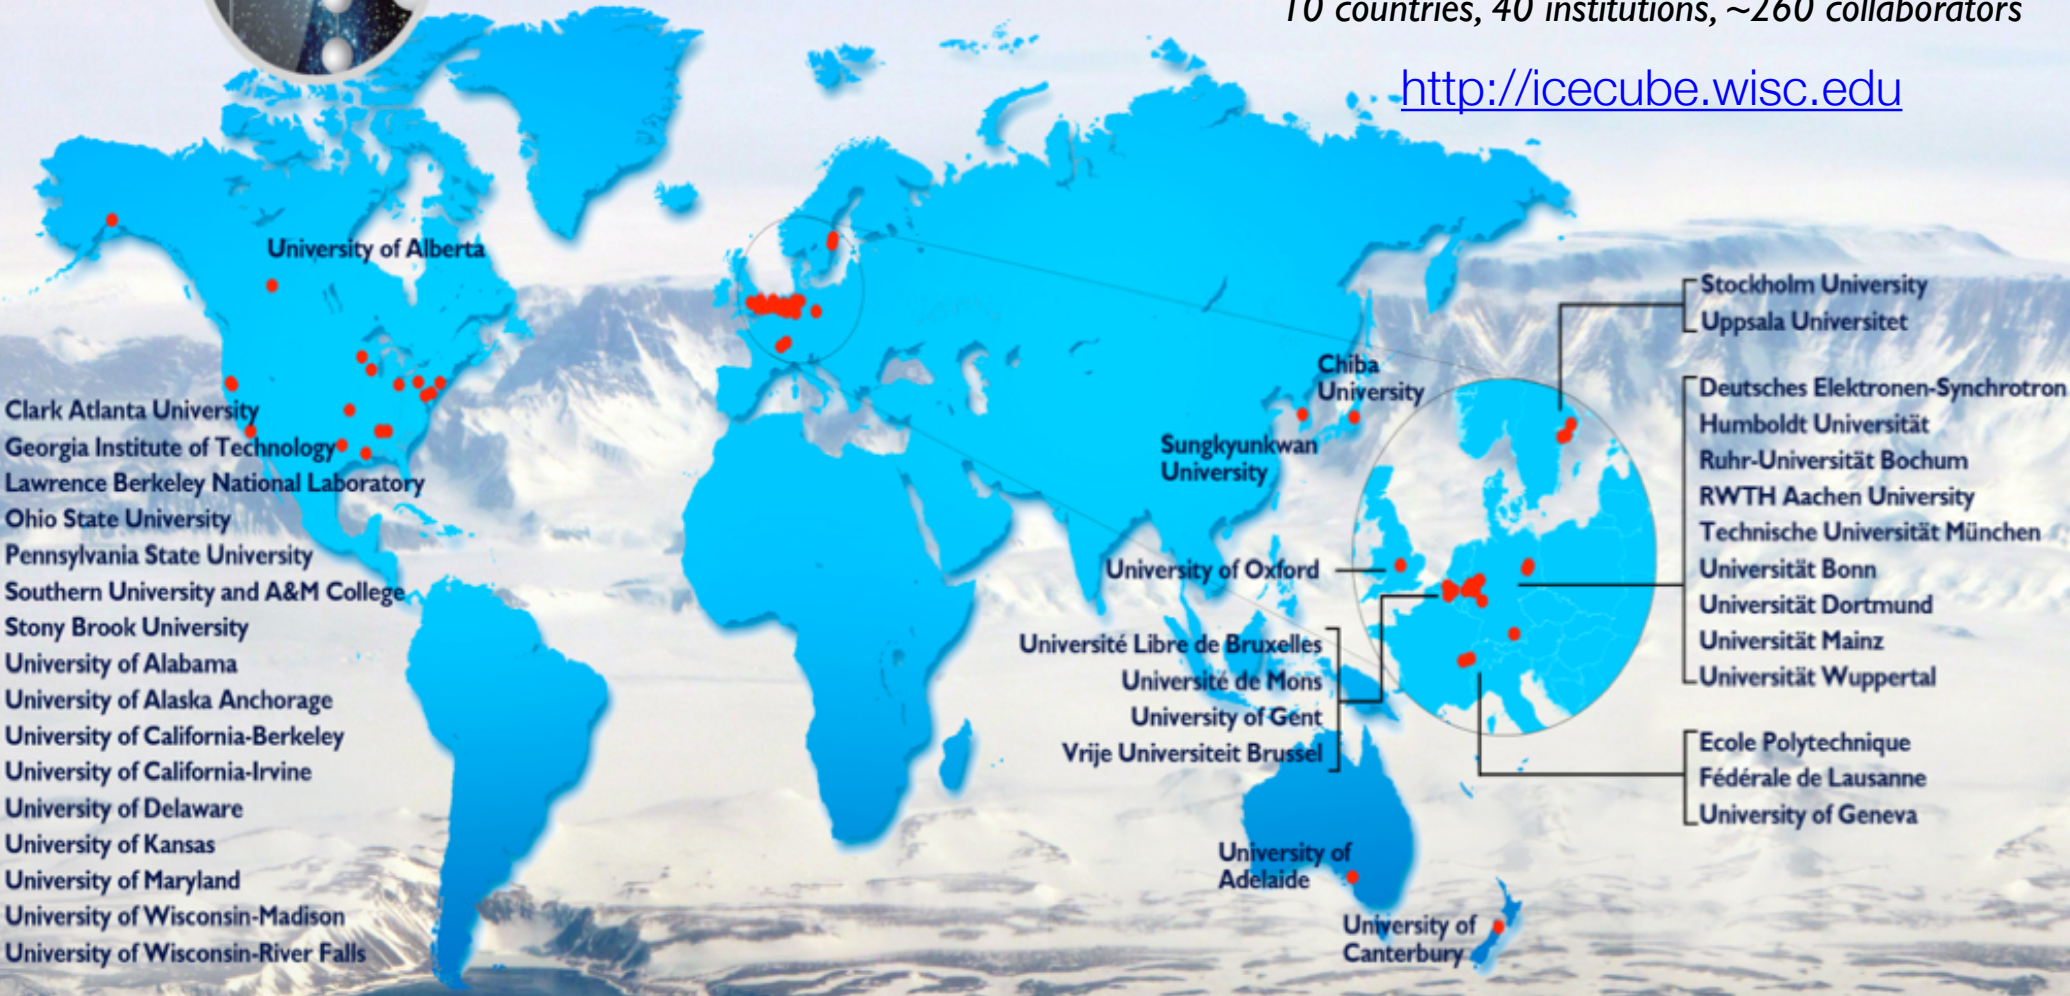 10 countries, 40 institutions, ~260 collaborators
http://icecube.wisc.edu
University of Alberta
Clark Atlanta University
Georgia Institute of Technology
Lawrence Berkeley National Laboratory
Ohio State University
Pennsylvania State University
Southern University and A&M College
Stony Brook University
University of Alabama
University of Alaska Anchorage
University of California-Berkeley
University of California-Irvine
University of Delaware
University of Kansas
University of Maryland
University of Wisconsin-Madison
University of Wisconsin-River Falls
Chiba
University
Sungkyunkwan
University
University of Oxford
Université Libre de Bruxelles
Université de Mons
University of Gent
Vrije Universiteit Brussel
University of
Adelaide
University of
Canterbury
Stockholm University
Uppsala Universitet
Deutsches Elektronen-Synchrotron
Humboldt Universität
Ruhr-Universität Bochum
RWTH Aachen University
Technische Universität München
Universität Bonn
Universität Dortmund
Universität Mainz
Universität Wuppertal
Ecole Polytechnique
Fédérale de Lausanne
University of Geneva